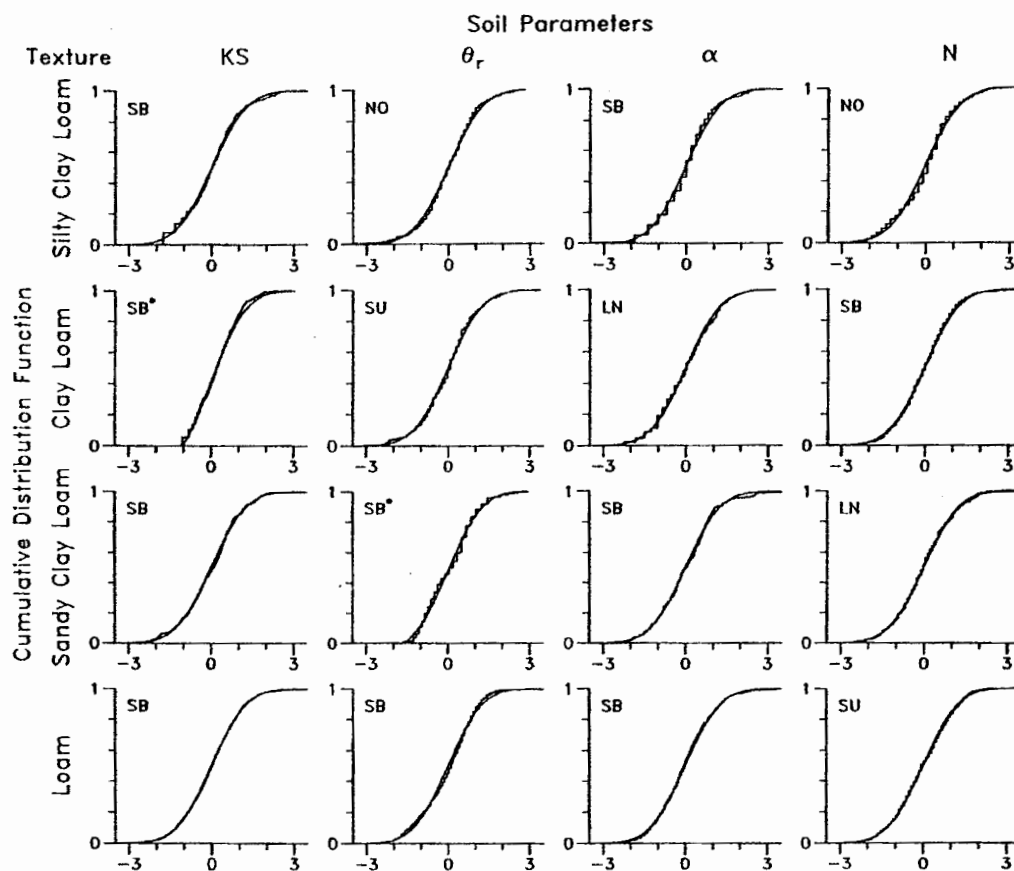 Soil Parameters
Texture KS θr α N
Cumulative Distribution Function
Silty Clay Loam
1 SB 0 -3 0 3
1 NO 0 -3 0 3
1 SB 0 -3 0 3
1 NO 0 -3 0 3
Clay Loam
1 SB* 0 -3 0 3
1 SU 0 -3 0 3
1 LN 0 -3 0 3
1 SB 0 -3 0 3
Sandy Clay Loam
1 SB 0 -3 0 3
1 SB* 0 -3 0 3
1 SB 0 -3 0 3
1 LN 0 -3 0 3
Loam
1 SB 0 -3 0 3
1 SB 0 -3 0 3
1 SB 0 -3 0 3
1 SU 0 -3 0 3